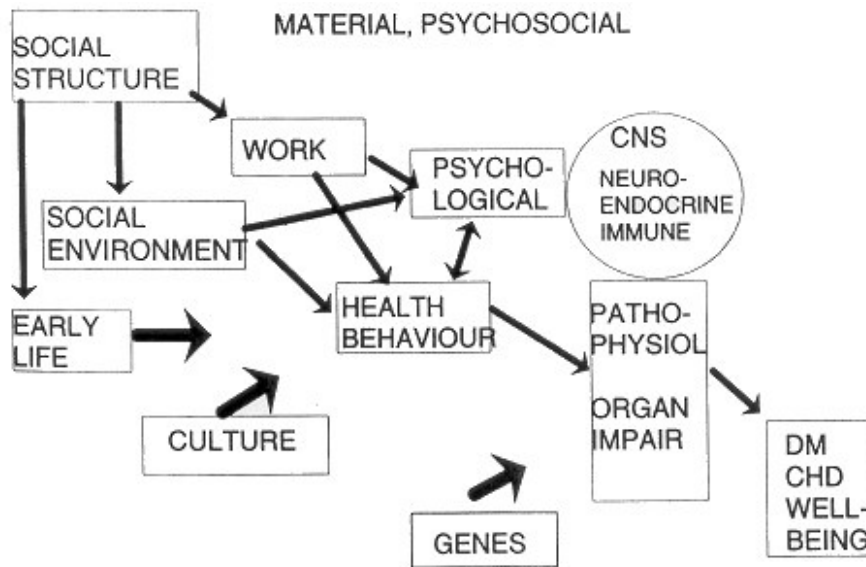 MATERIAL, PSYCHOSOCIAL
SOCIAL
STRUCTURE
WORK
PSYCHO-
LOGICAL
CNS
NEURO-
ENDOCRINE
IMMUNE
SOCIAL
ENVIRONMENT
EARLY
LIFE
HEALTH
BEHAVIOUR
PATHO-
PHYSIOL
ORGAN
IMPAIR
CULTURE
GENES
DM
CHD
WELL-
BEING